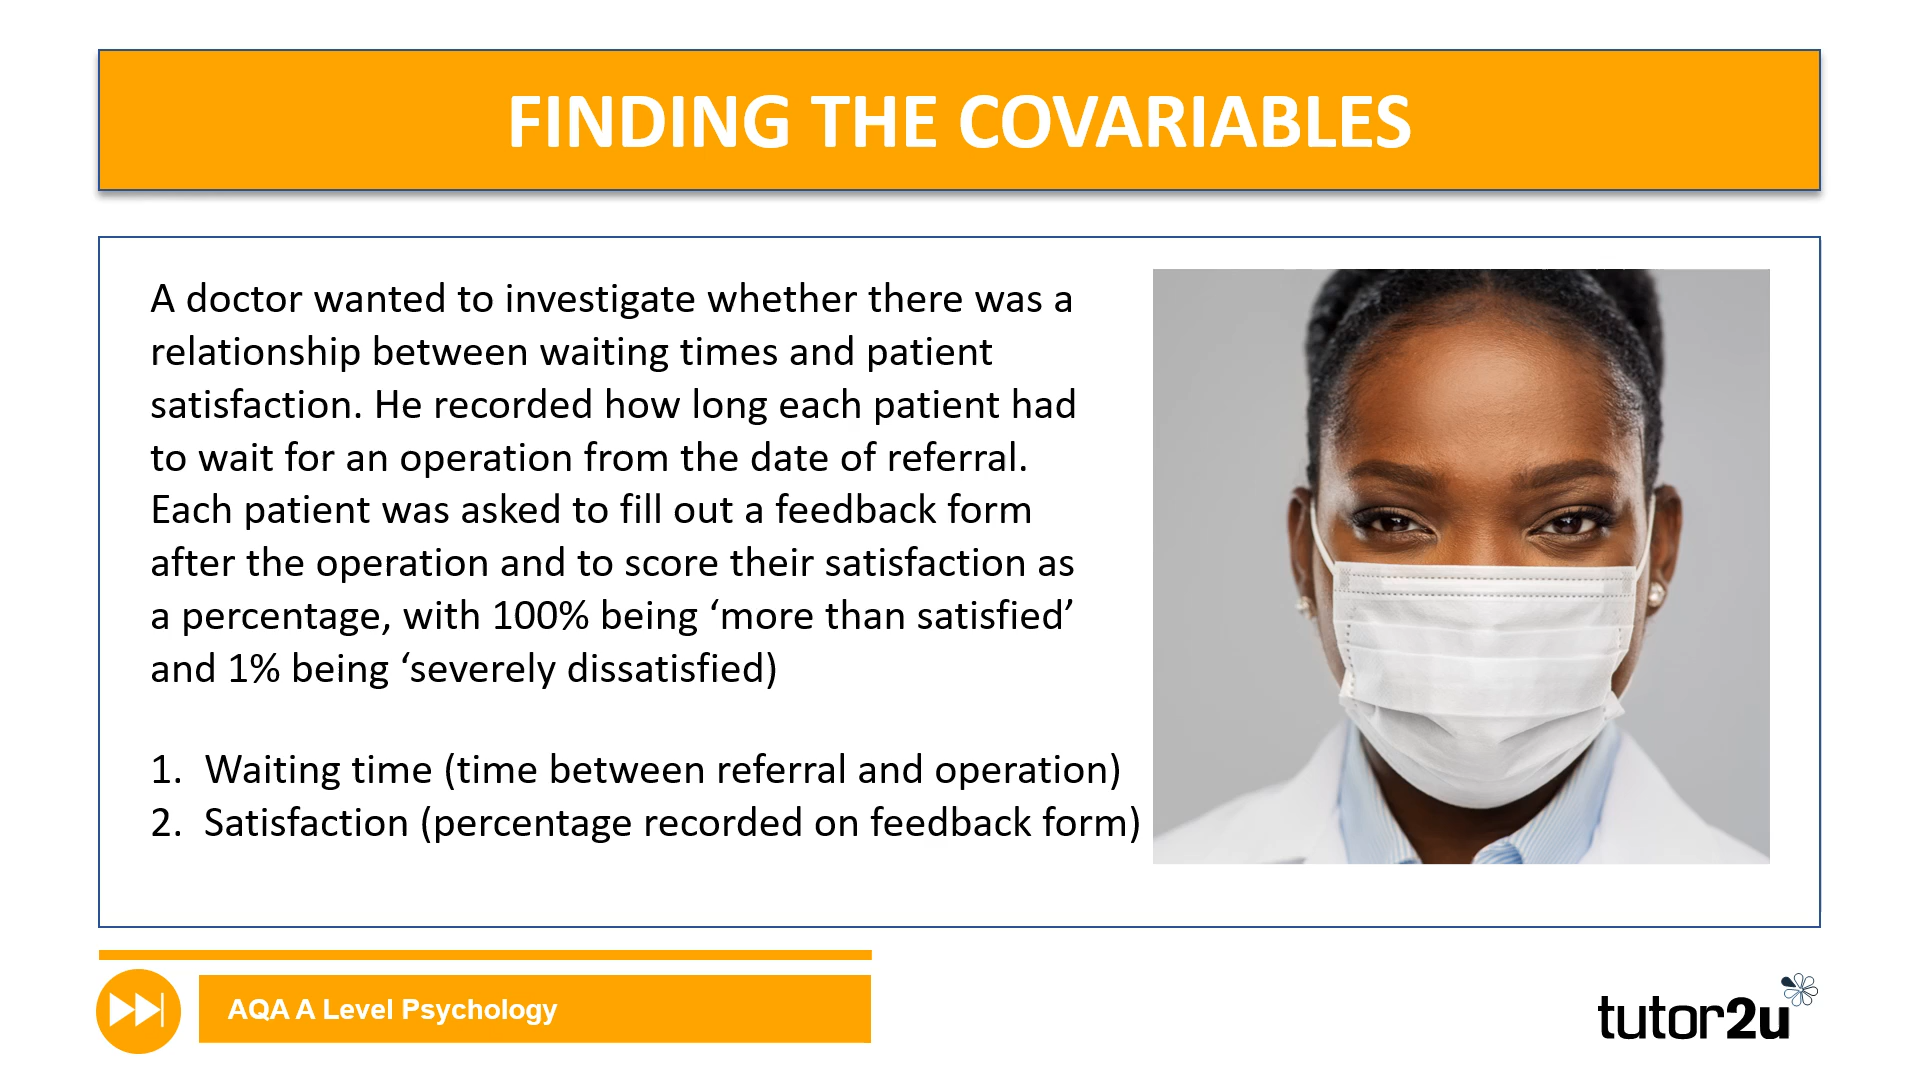 FINDING THE COVARIABLES
A doctor wanted to investigate whether there was a
relationship between waiting times and patient
satisfaction. He recorded how long each patient had
to wait for an operation from the date of referral.
Each patient was asked to fill out a feedback form
after the operation and to score their satisfaction as
a percentage, with 100% being ‘more than satisfied’
and 1% being ‘severely dissatisfied)
1. Waiting time (time between referral and operation)
2. Satisfaction (percentage recorded on feedback form)
AQA A Level Psychology
tutor2u